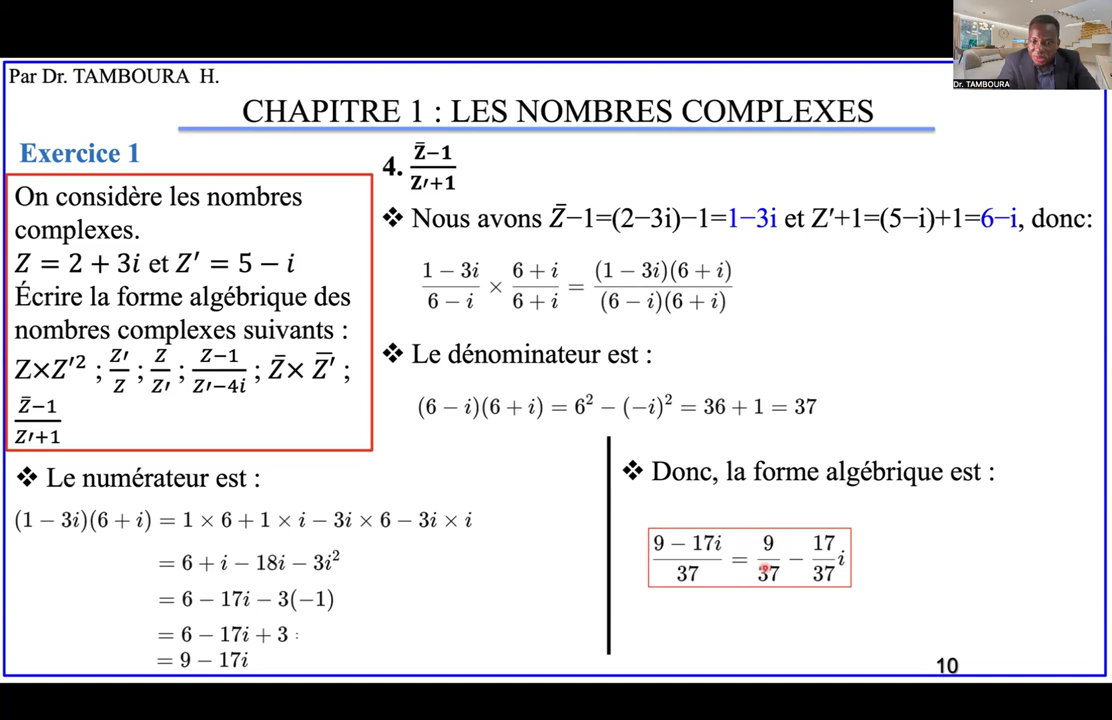 Par Dr. TAMBOURA H.
Dr. TAMBOURA
CHAPITRE 1 : LES NOMBRES COMPLEXES
Exercice 1
On considère les nombres
complexes.
Z = 2 + 3i et Z′ = 5 − i
Écrire la forme algébrique des
nombres complexes suivants :
Z×Z′² ; Z′/Z ; Z/Z′ ; Z−1/Z′−4i ; Z̄× Z̄′ ;
Z̄−1/Z′+1
4. Z̄−1/Z′+1
❖ Nous avons Z̄−1=(2−3i)−1=1−3i et Z′+1=(5−i)+1=6−i, donc:
(1 − 3i)/(6 − i) × (6 + i)/(6 + i) = (1 − 3i)(6 + i)/(6 − i)(6 + i)
❖ Le dénominateur est :
(6 − i)(6 + i) = 6² − (−i)² = 36 + 1 = 37
❖ Le numérateur est :
(1 − 3i)(6 + i) = 1 × 6 + 1 × i − 3i × 6 − 3i × i
= 6 + i − 18i − 3i²
= 6 − 17i − 3(−1)
= 6 − 17i + 3 :
= 9 − 17i
❖ Donc, la forme algébrique est :
(9 − 17i)/37 = 9/37 − 17/37 i
10